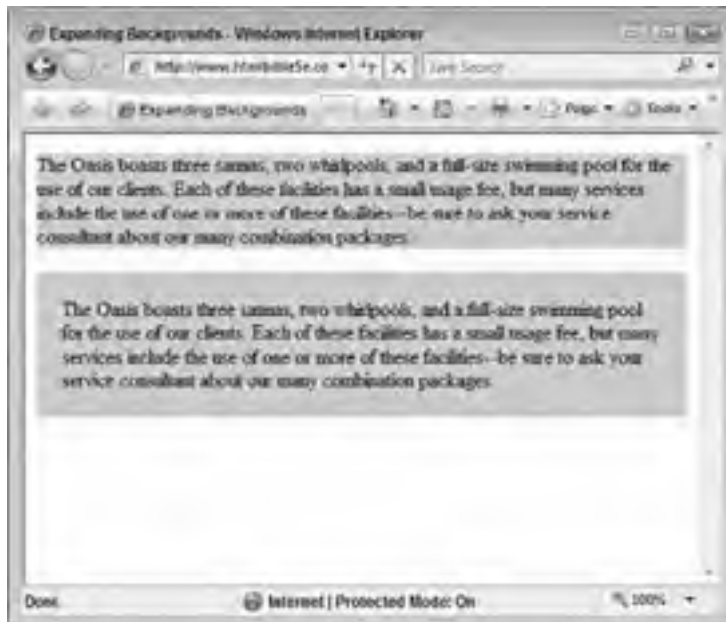 Expanding Backgrounds - Windows Internet Explorer
Live Search
Expanding Backgrounds
Page
Tools
The Oasis boasts three saunas, two whirlpools, and a full-size swimming pool for the
use of our clients. Each of these facilities has a small usage fee, but many services
include the use of one or more of these facilities--be sure to ask your service
consultant about our many combination packages.
The Oasis boasts three saunas, two whirlpools, and a full-size swimming pool
for the use of our clients. Each of these facilities has a small usage fee, but many
services include the use of one or more of these facilities--be sure to ask your
service consultant about our many combination packages.
Done
Internet | Protected Mode: On
100%